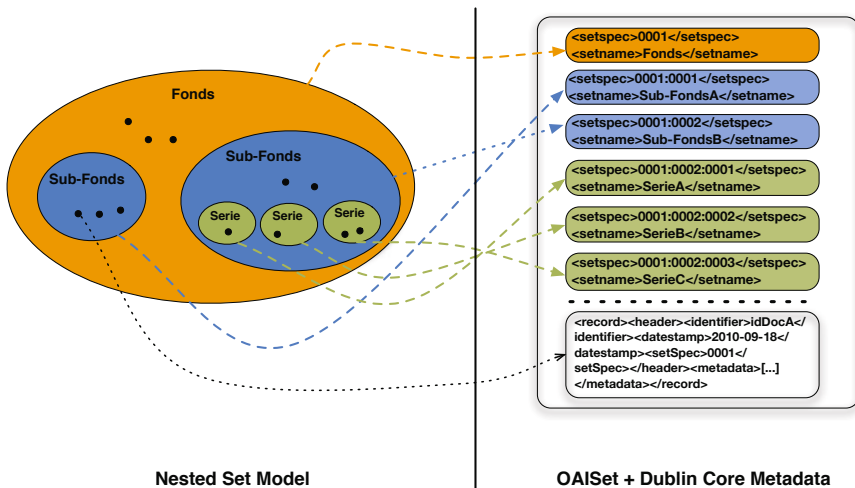 Fonds
Sub-Fonds
Sub-Fonds
Serie
Serie
Serie
Nested Set Model
<setspec>0001</setspec>
<setname>Fonds</setname>
<setspec>0001:0001</setspec>
<setname>Sub-FondsA</setname>
<setspec>0001:0002</setspec>
<setname>Sub-FondsB</setname>
<setspec>0001:0002:0001</setspec>
<setname>SerieA</setname>
<setspec>0001:0002:0002</setspec>
<setname>SerieB</setname>
<setspec>0001:0002:0003</setspec>
<setname>SerieC</setname>
<record><header><identifier>idDocA</
identifier><datestamp>2010-09-18</
datestamp><setSpec>0001</
setSpec></header><metadata>[...]
</metadata></record>
OAISet + Dublin Core Metadata